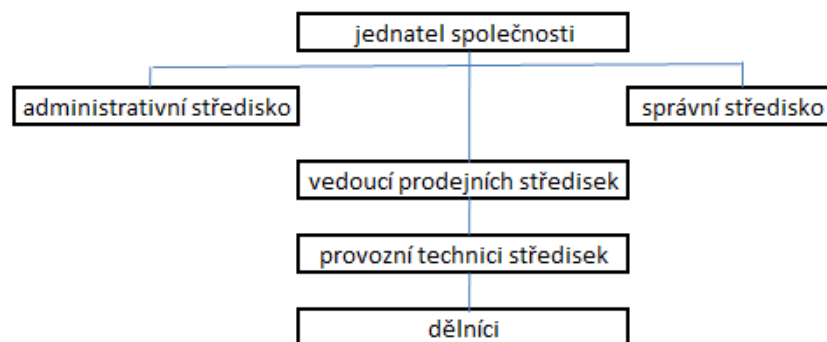 jednatel společnosti
administrativní středisko
správní středisko
vedoucí prodejních středisek
provozní technici středisek
dělníci